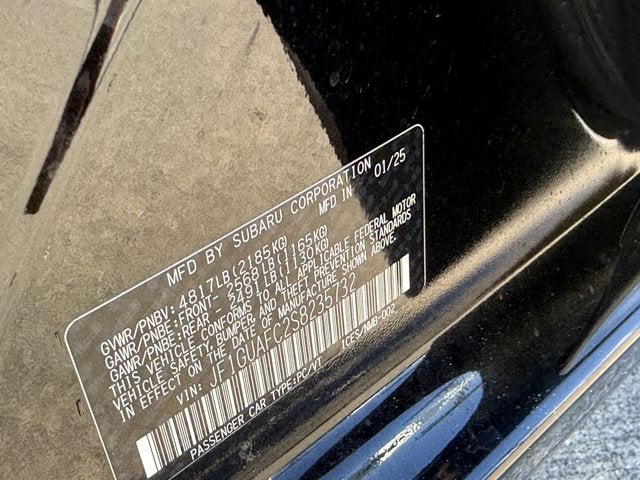 MFD BY SUBARU CORPORATION
MFD IN 01/25
GVWR/PNBV: 4817LB(2185KG)
GAWR/PNBE:FRONT- 2568LB(1165KG)
GAWR/PNBE:REAR - 2491LB(1130KG)
THIS VEHICLE CONFORMS TO ALL APPLICABLE FEDERAL MOTOR
VEHICLE SAFETY, BUMPER, AND THEFT PREVENTION STANDARDS
IN EFFECT ON THE DATE OF MANUFACTURE SHOWN ABOVE.
VIN: JF1GUAFC2S8235132
PASSENGER CAR TYPE:PC/VT ICES/NMB-002